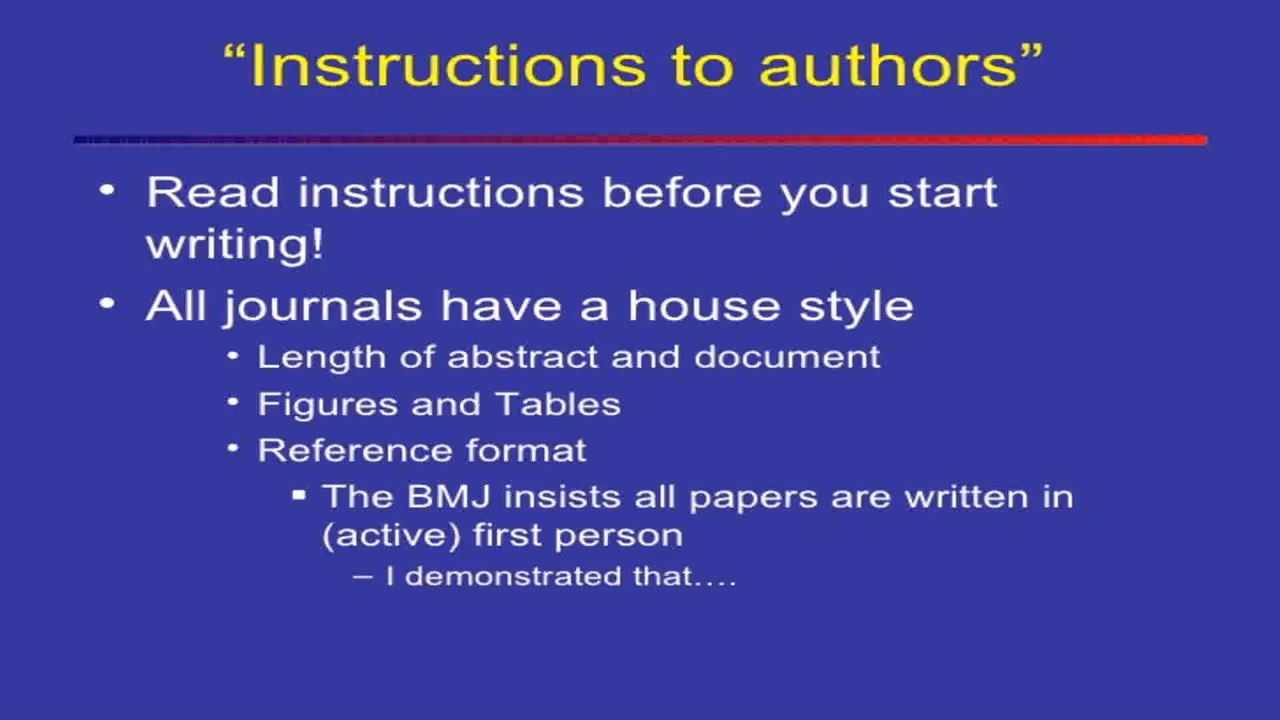 “Instructions to authors”
• Read instructions before you start
writing!
• All journals have a house style
• Length of abstract and document
• Figures and Tables
• Reference format
▪ The BMJ insists all papers are written in
(active) first person
– I demonstrated that….